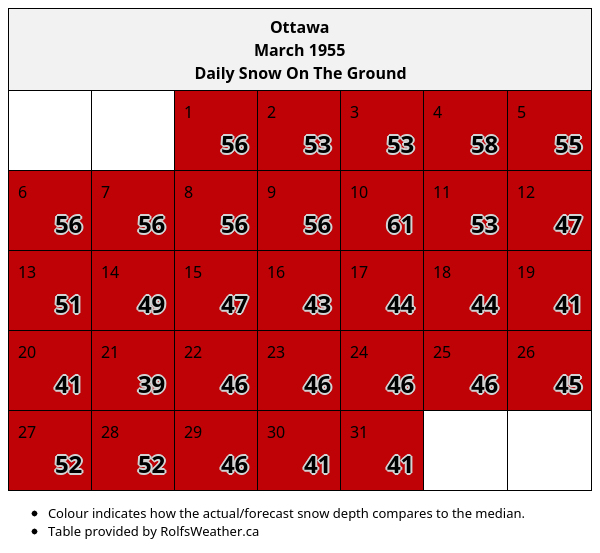 Ottawa
March 1955
Daily Snow On The Ground
1 2 3 4 5
56 53 53 58 55
6 7 8 9 10 11 12
56 56 56 56 61 53 47
13 14 15 16 17 18 19
51 49 47 43 44 44 41
20 21 22 23 24 25 26
41 39 46 46 46 46 45
27 28 29 30 31
52 52 46 41 41
• Colour indicates how the actual/forecast snow depth compares to the median.
• Table provided by RolfsWeather.ca